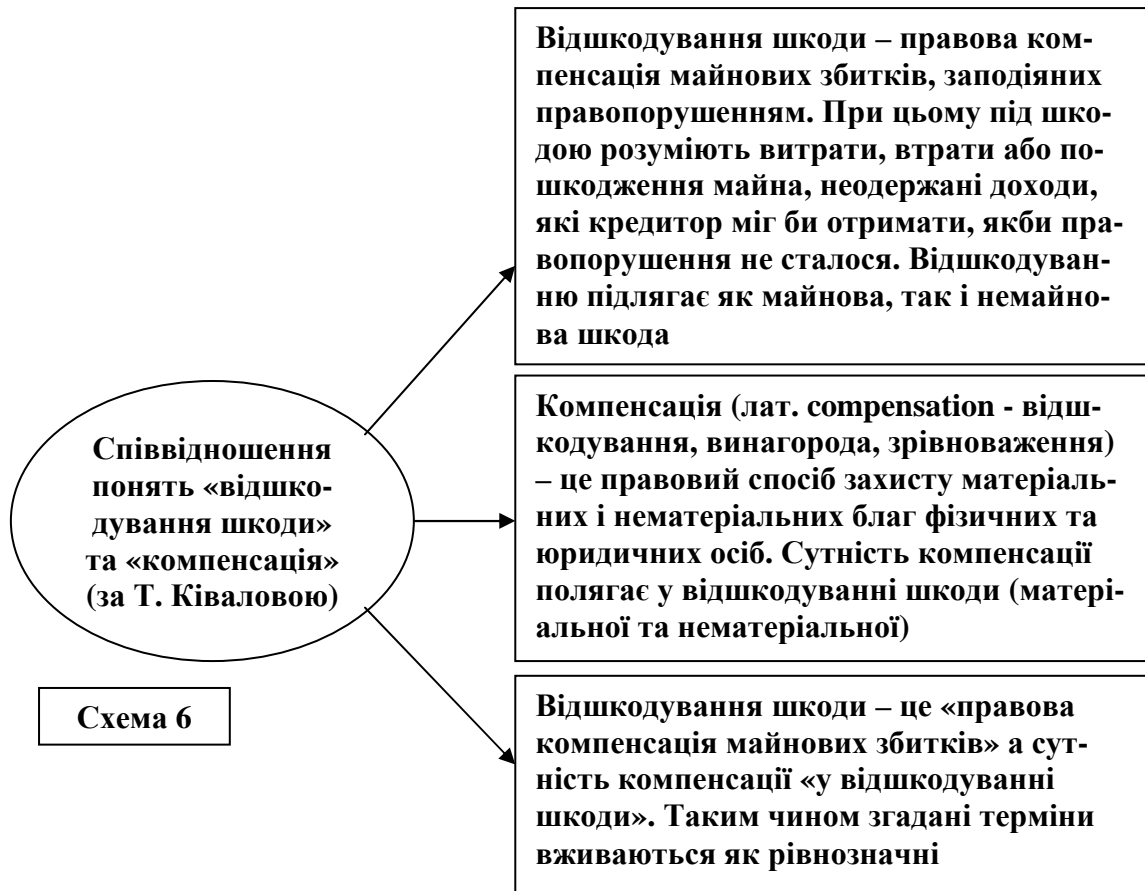 Відшкодування шкоди – правова ком-
пенсація майнових збитків, заподіяних
правопорушенням. При цьому під шко-
дою розуміють витрати, втрати або по-
шкодження майна, неодержані доходи,
які кредитор міг би отримати, якби пра-
вопорушення не сталося. Відшкодуван-
ню підлягає як майнова, так і немайно-
ва шкода
Співвідношення
понять «відшко-
дування шкоди»
та «компенсація»
(за Т. Ківаловою)
Компенсація (лат. compensation - відш-
кодування, винагорода, зрівноваження)
– це правовий спосіб захисту матеріаль-
них і нематеріальних благ фізичних та
юридичних осіб. Сутність компенсації
полягає у відшкодуванні шкоди (матері-
альної та нематеріальної)
Схема 6
Відшкодування шкоди – це «правова
компенсація майнових збитків» а сут-
ність компенсації «у відшкодуванні
шкоди». Таким чином згадані терміни
вживаються як рівнозначні